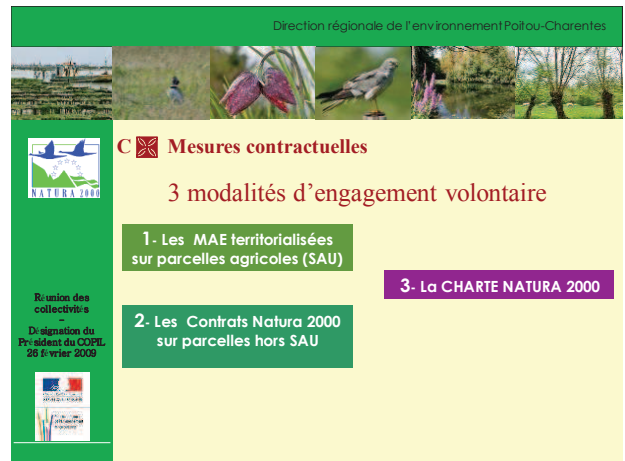 Direction régionale de l'environnement Poitou-Charentes
NATURA 2000
C Mesures contractuelles
3 modalités d'engagement volontaire
1- Les MAE territorialisées
sur parcelles agricoles (SAU)
3- La CHARTE NATURA 2000
2- Les Contrats Natura 2000
sur parcelles hors SAU
Réunion des
collectivités
–
Désignation du
Président du COPIL
26 février 2009